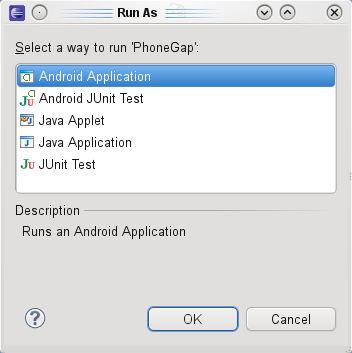 Run As
Select a way to run 'PhoneGap':
Android Application
Android JUnit Test
Java Applet
Java Application
JUnit Test
Description
Runs an Android Application
OK
Cancel